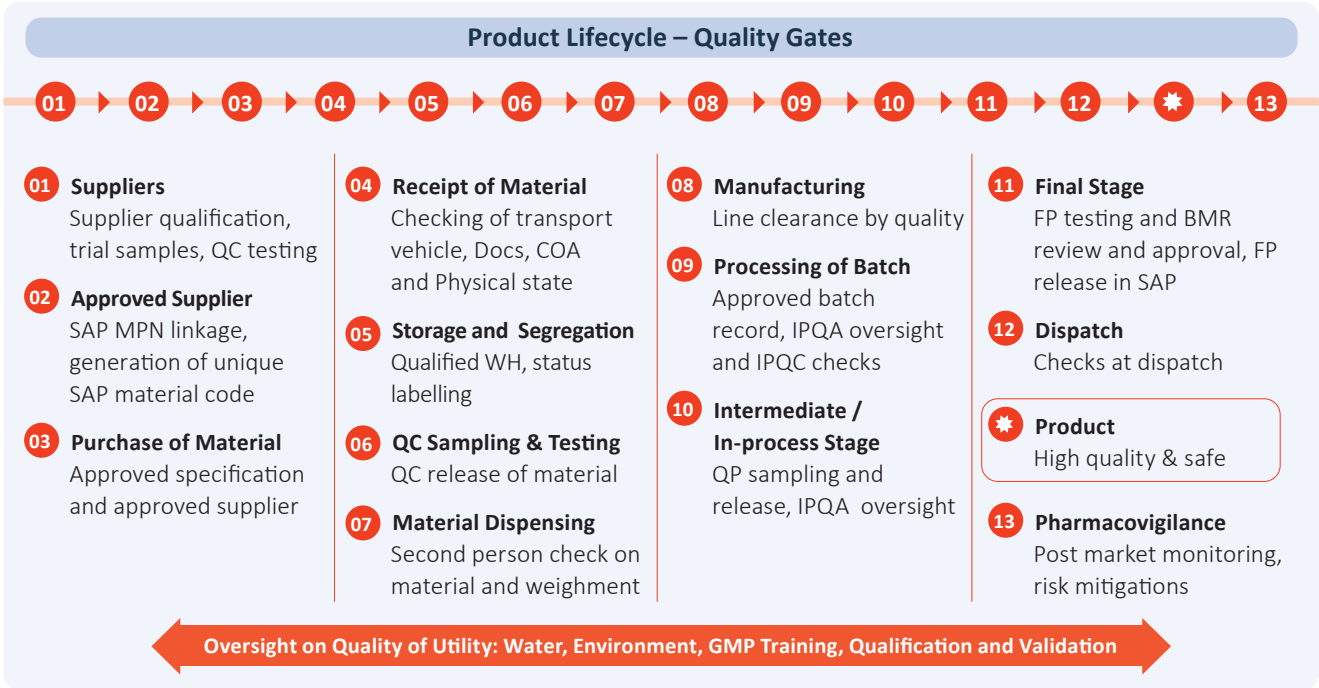 Product Lifecycle – Quality Gates
01 02 03 04 05 06 07 08 09 10 11 12 13
01 Suppliers
Supplier qualification,
trial samples, QC testing
02 Approved Supplier
SAP MPN linkage,
generation of unique
SAP material code
03 Purchase of Material
Approved specification
and approved supplier
04 Receipt of Material
Checking of transport
vehicle, Docs, COA
and Physical state
05 Storage and Segregation
Qualified WH, status
labelling
06 QC Sampling & Testing
QC release of material
07 Material Dispensing
Second person check on
material and weighment
08 Manufacturing
Line clearance by quality
09 Processing of Batch
Approved batch
record, IPQA oversight
and IPQC checks
10 Intermediate /
In-process Stage
QP sampling and
release, IPQA oversight
11 Final Stage
FP testing and BMR
review and approval, FP
release in SAP
12 Dispatch
Checks at dispatch
Product
High quality & safe
13 Pharmacovigilance
Post market monitoring,
risk mitigations
Oversight on Quality of Utility: Water, Environment, GMP Training, Qualification and Validation